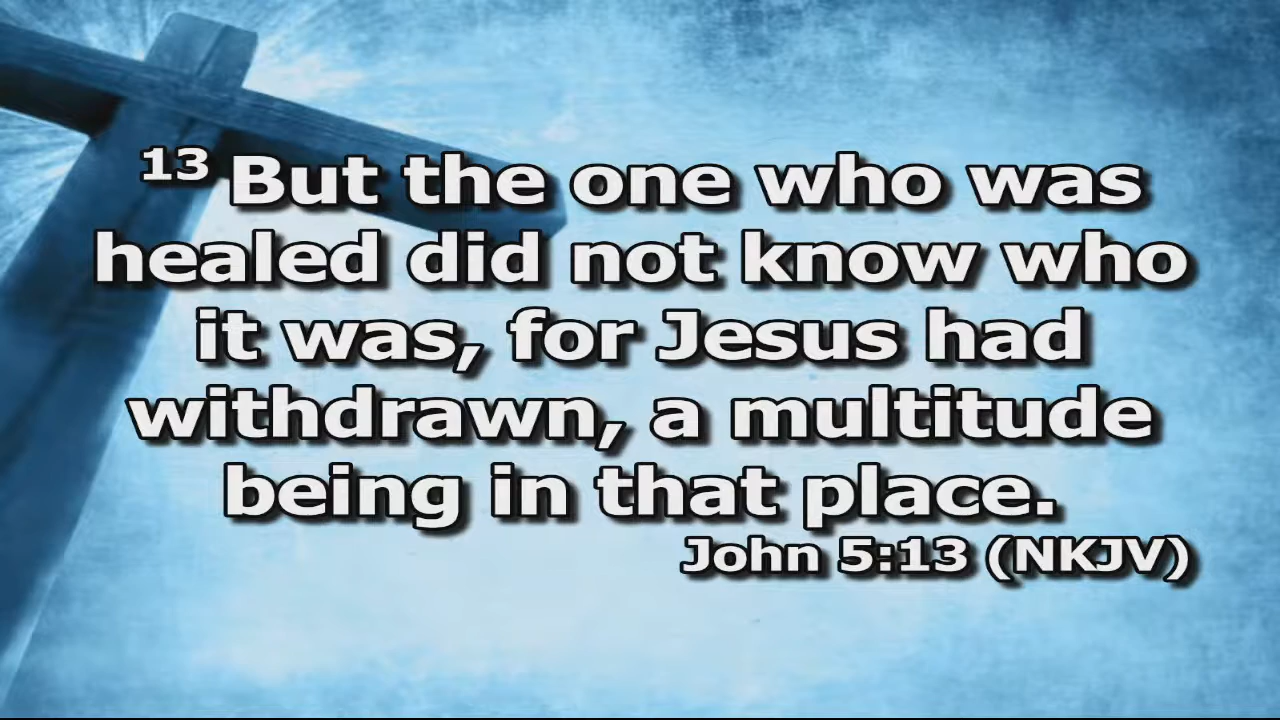 13 But the one who was
healed did not know who
it was, for Jesus had
withdrawn, a multitude
being in that place.
John 5:13 (NKJV)